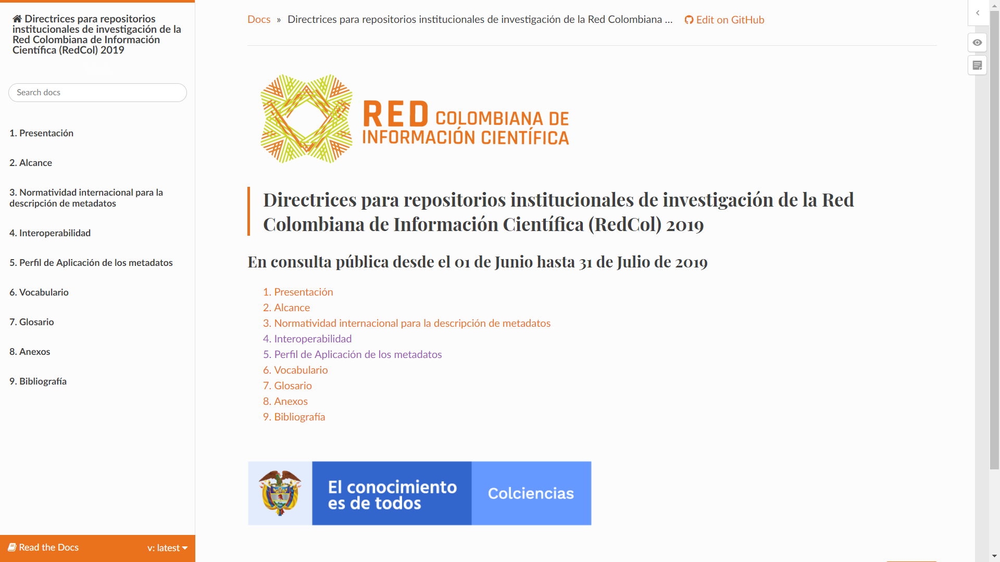 Directrices para repositorios
institucionales de investigación de la
Red Colombiana de Información
Científica (RedCol) 2019
Search docs
1. Presentación
2. Alcance
3. Normatividad internacional para la
descripción de metadatos
4. Interoperabilidad
5. Perfil de Aplicación de los metadatos
6. Vocabulario
7. Glosario
8. Anexos
9. Bibliografía
Read the Docs
v: latest
Docs » Directrices para repositorios institucionales de investigación de la Red Colombiana ...
Edit on GitHub
RED COLOMBIANA DE
INFORMACIÓN CIENTÍFICA
Directrices para repositorios institucionales de investigación de la Red
Colombiana de Información Científica (RedCol) 2019
En consulta pública desde el 01 de Junio hasta 31 de Julio de 2019
1. Presentación
2. Alcance
3. Normatividad internacional para la descripción de metadatos
4. Interoperabilidad
5. Perfil de Aplicación de los metadatos
6. Vocabulario
7. Glosario
8. Anexos
9. Bibliografía
El conocimiento
es de todos
Colciencias